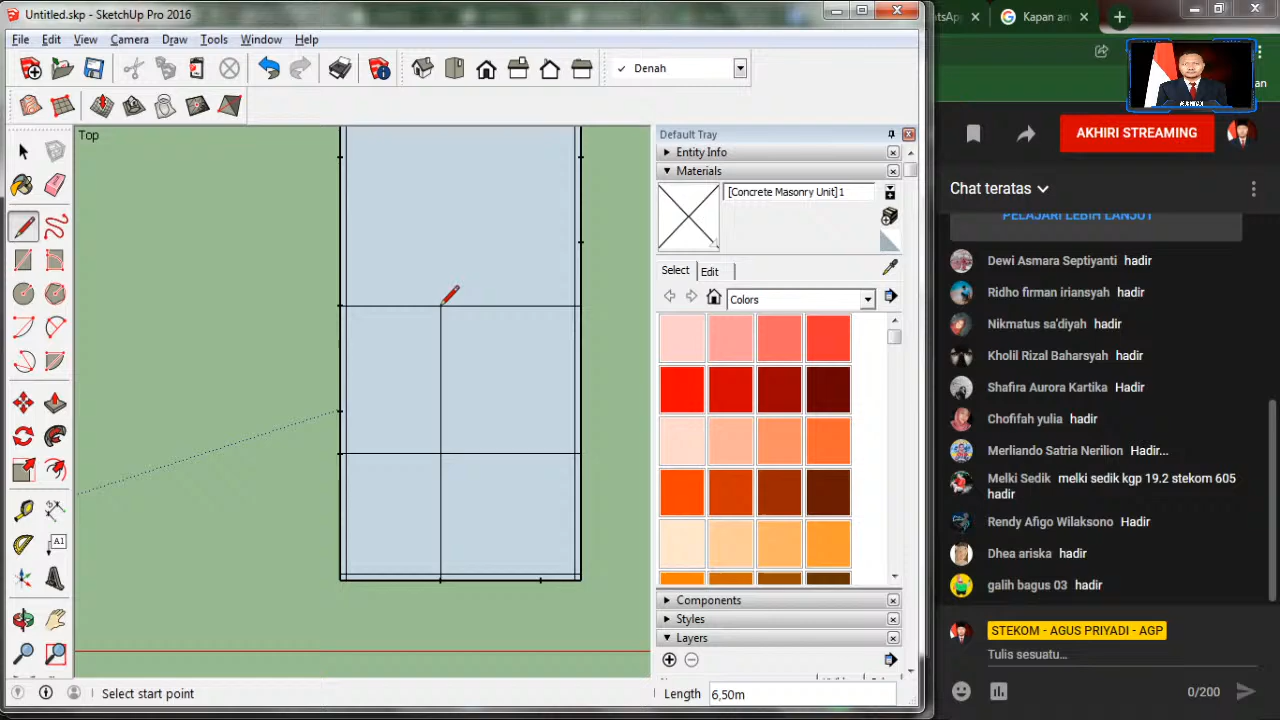 Untitled.skp - SketchUp Pro 2016
atsApp
Kapan an
File Edit View Camera Draw Tools Window Help
Denah
AKHIRI STREAMING
Top
Default Tray
Entity Info
Materials
[Concrete Masonry Unit]1
Select Edit
Colors
Components
Styles
Layers
A1
Select start point
Length 6,50m
Chat teratas
PELAJARI LEBIH LANJUT
Dewi Asmara Septiyanti hadir
Ridho firman iriansyah hadir
Nikmatus sa'diyah hadir
Kholil Rizal Baharsyah hadir
Shafira Aurora Kartika Hadir
Chofifah yulia hadir
Merliando Satria Nerilion Hadir...
Melki Sedik melki sedik kgp 19.2 stekom 605
hadir
Rendy Afigo Wilaksono Hadir
Dhea ariska hadir
galih bagus 03 hadir
STEKOM - AGUS PRIYADI - AGP
Tulis sesuatu...
0/200